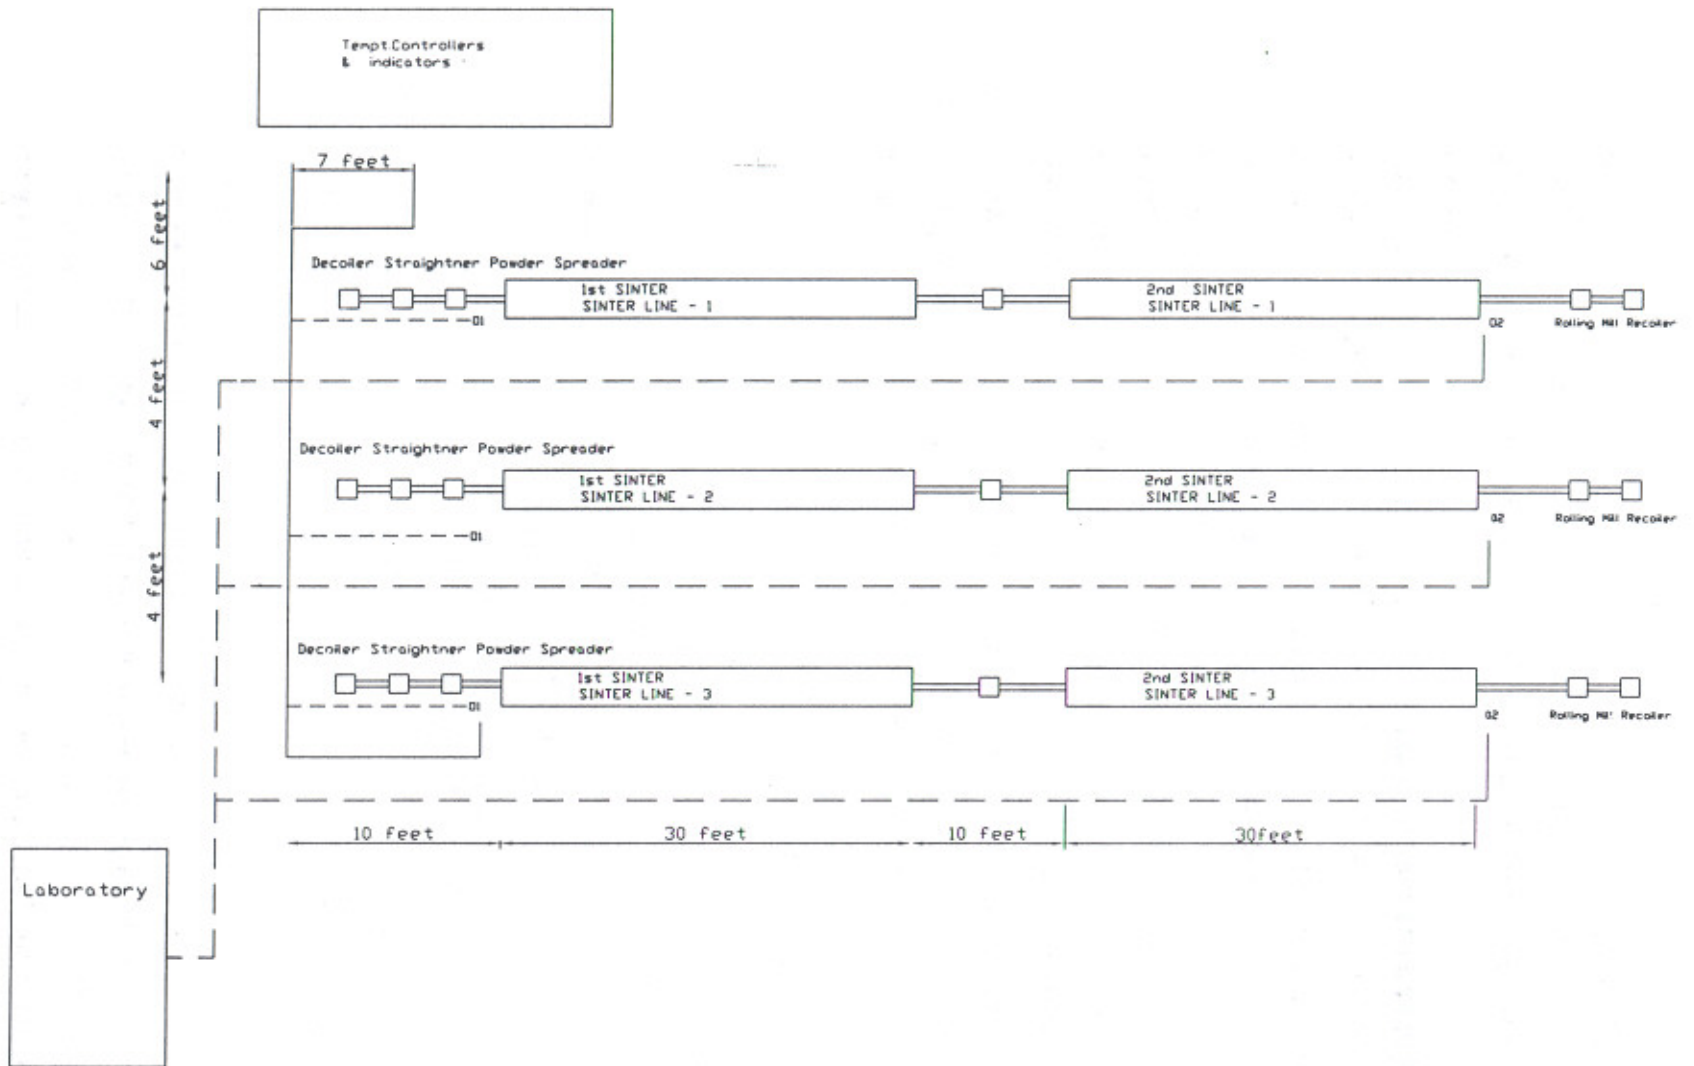 Tempt.Controllers
& indicators
7 feet
6 feet
Decoiler Straightner Powder Spreader
1st SINTER
SINTER LINE - 1
2nd SINTER
SINTER LINE - 1
01
02
Rolling Mill Recoiler
4 feet
Decoiler Straightner Powder Spreader
1st SINTER
SINTER LINE - 2
2nd SINTER
SINTER LINE - 2
01
02
Rolling Mill Recoiler
4 feet
Decoiler Straightner Powder Spreader
1st SINTER
SINTER LINE - 3
2nd SINTER
SINTER LINE - 3
01
02
Rolling Mill Recoiler
10 feet
30 feet
10 feet
30feet
Laboratory